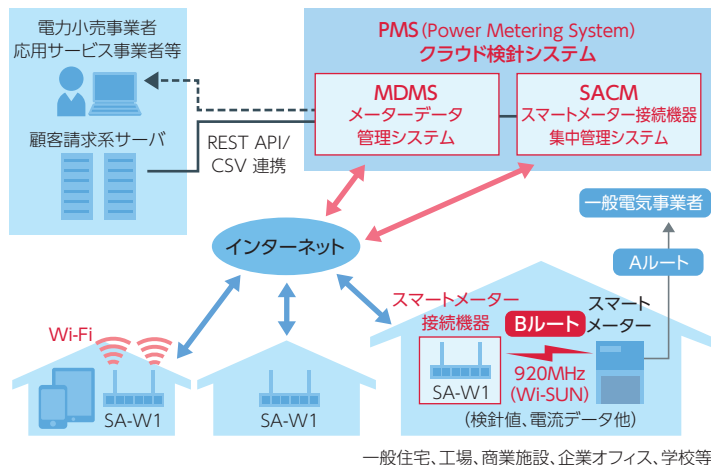 電力小売事業者
応用サービス事業者等
顧客請求系サーバ
REST API/
CSV 連携
PMS (Power Metering System)
クラウド検針システム
MDMS
メーターデータ
管理システム
SACM
スマートメーター接続機器
集中管理システム
インターネット
一般電気事業者
Aルート
Wi-Fi
SA-W1
SA-W1
スマートメーター
接続機器
SA-W1
Bルート
920MHz
(Wi-SUN)
スマート
メーター
(検針値、電流データ他)
一般住宅、工場、商業施設、企業オフィス、学校等